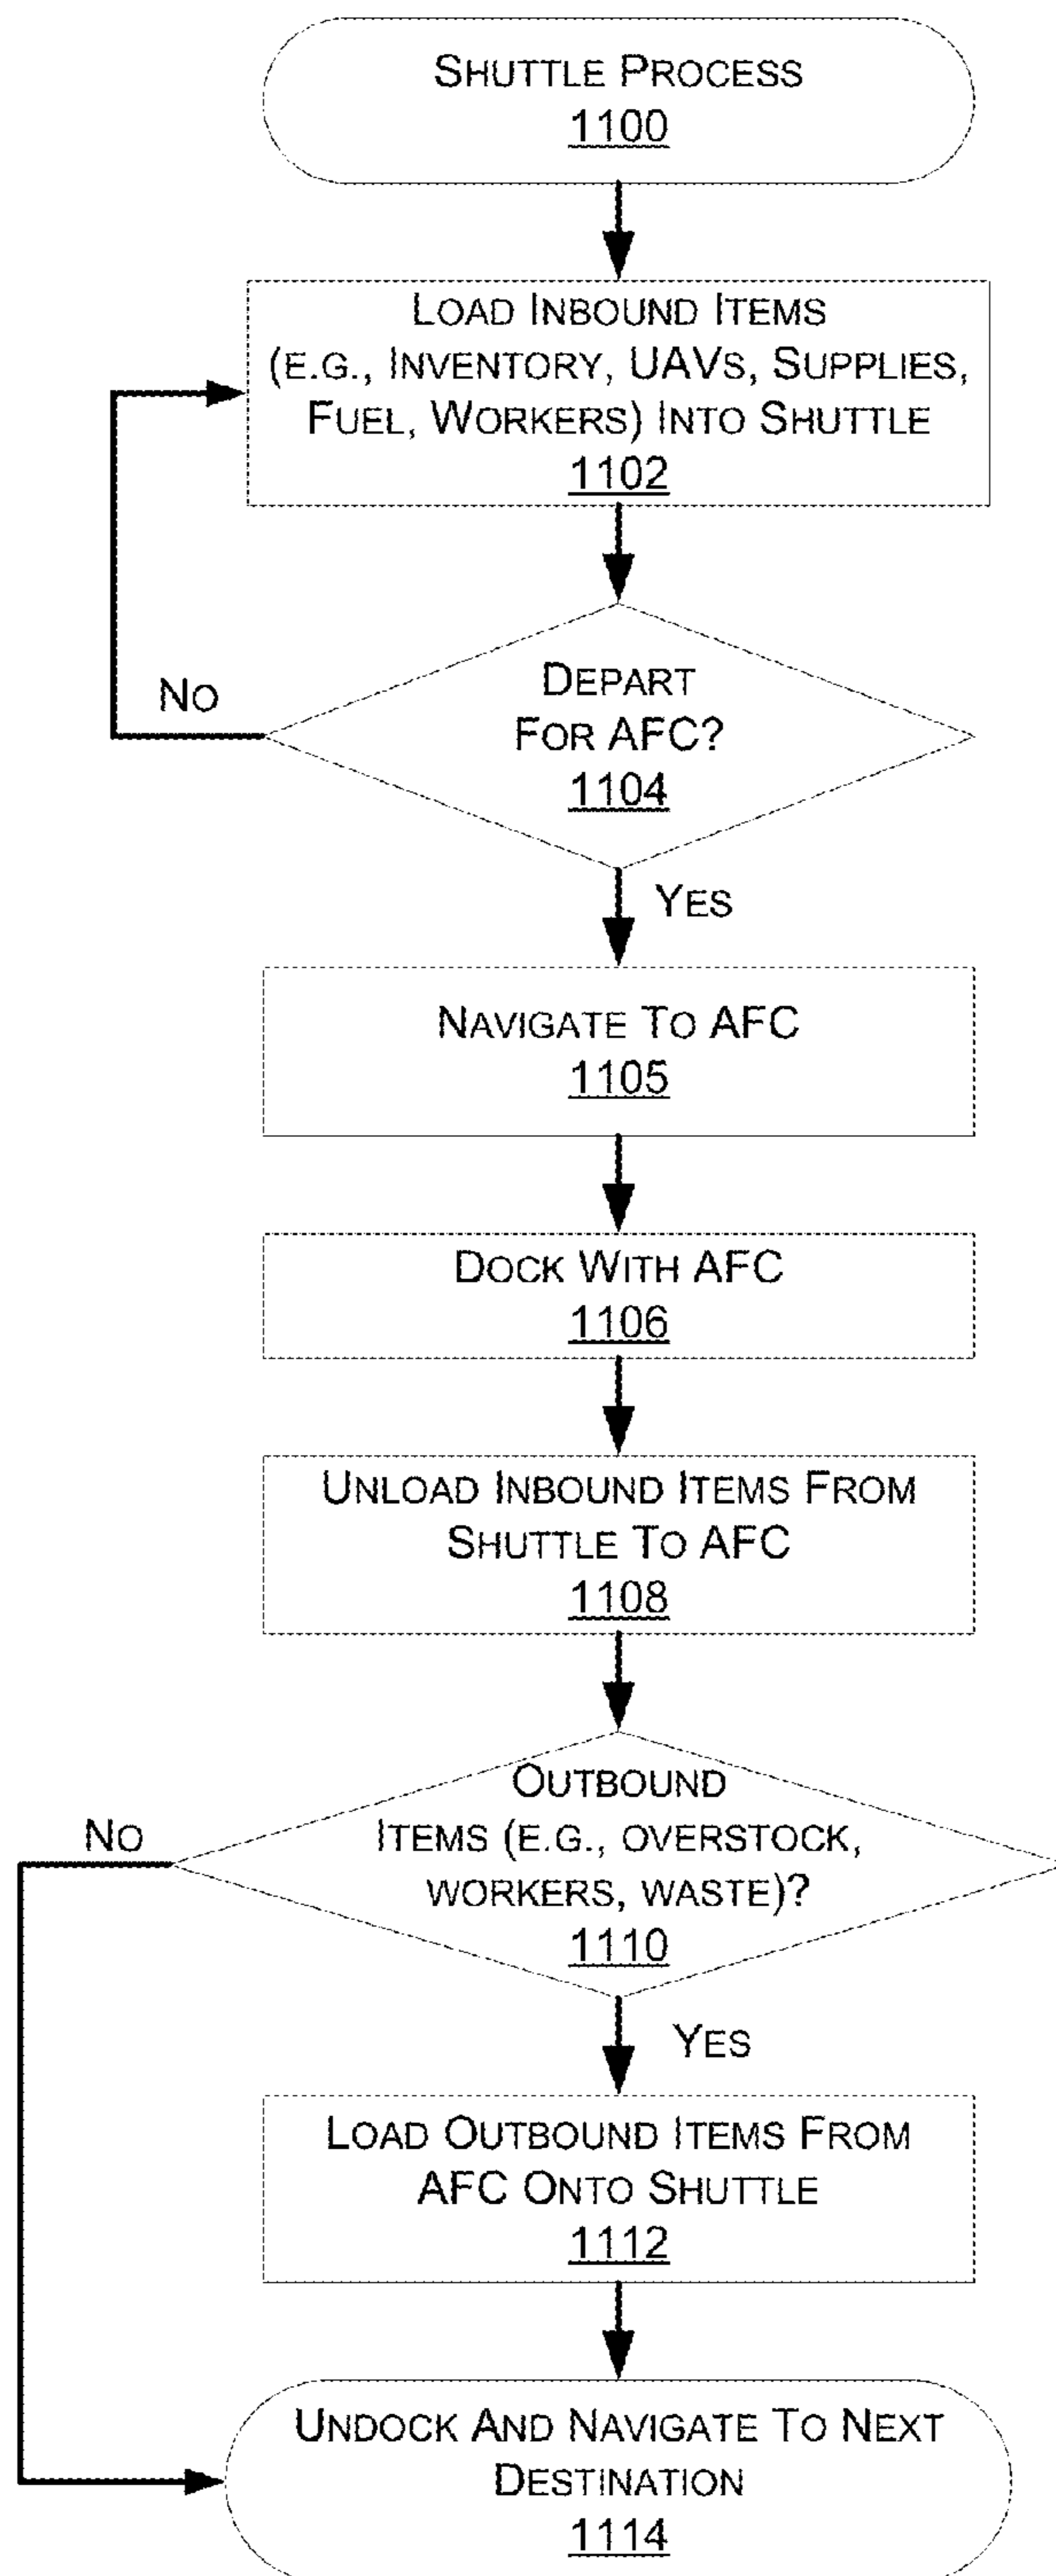 SHUTTLE PROCESS
1100
LOAD INBOUND ITEMS
(E.G., INVENTORY, UAVS, SUPPLIES,
FUEL, WORKERS) INTO SHUTTLE
1102
DEPART
FOR AFC?
1104
NO
YES
NAVIGATE TO AFC
1105
DOCK WITH AFC
1106
UNLOAD INBOUND ITEMS FROM
SHUTTLE TO AFC
1108
OUTBOUND
ITEMS (E.G., OVERSTOCK,
WORKERS, WASTE)?
1110
NO
YES
LOAD OUTBOUND ITEMS FROM
AFC ONTO SHUTTLE
1112
UNDOCK AND NAVIGATE TO NEXT
DESTINATION
1114